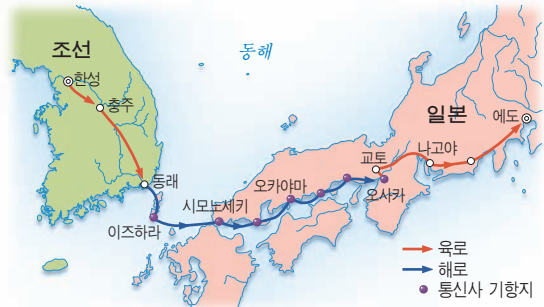 조선
동해
한성
충주
일본
에도
나고야
교토
동래
오카야마
시모노세키
오사카
이즈하라
육로
해로
통신사 기항지